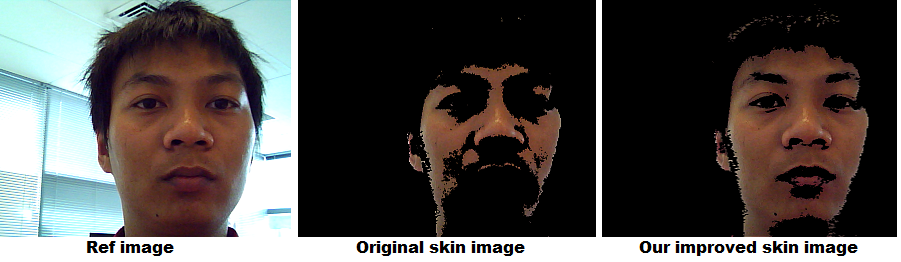 Ref image
Original skin image
Our improved skin image